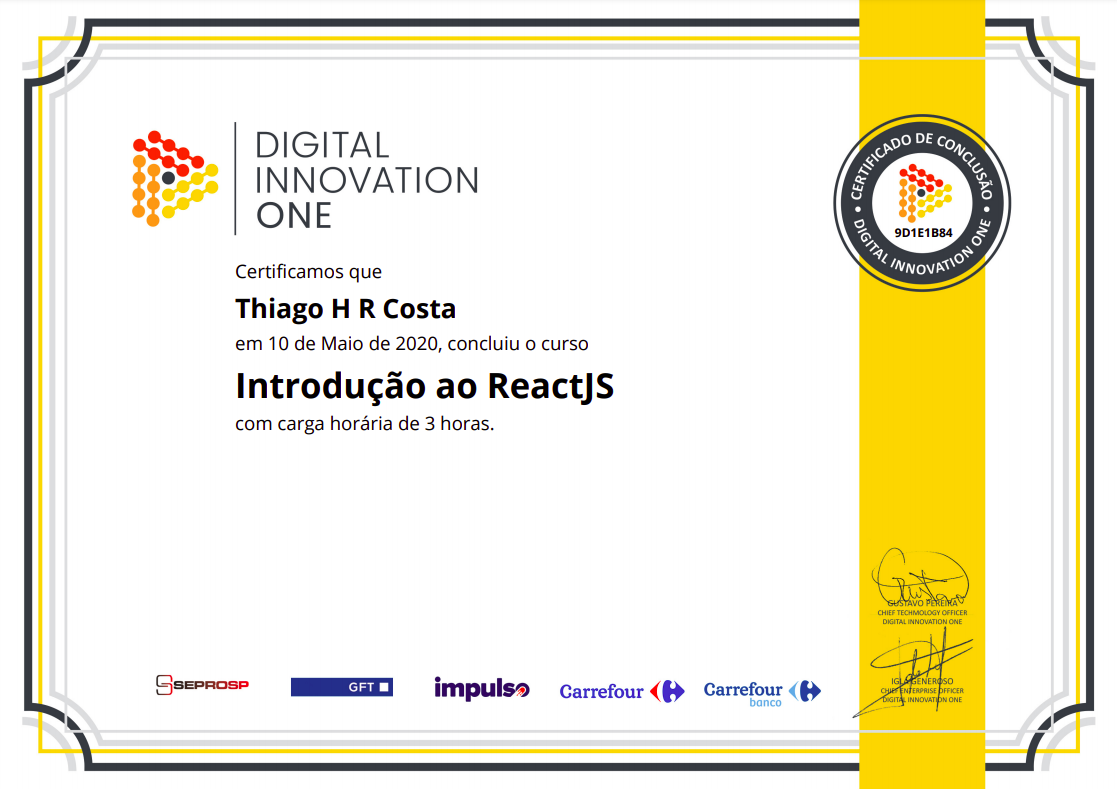 DIGITAL
INNOVATION
ONE
CERTIFICADO DE CONCLUSÃO
9D1E1B84
DIGITAL INNOVATION ONE
Certificamos que
Thiago H R Costa
em 10 de Maio de 2020, concluiu o curso
Introdução ao ReactJS
com carga horária de 3 horas.
GUSTAVO PEREIRA
CHIEF TECHMOLOGY OFFICER
DIGITAL INNOVATION ONE
IGLÁ GENEROSO
CHIEF ENTERPRISE OFFICER
DIGITAL INNOVATION ONE
SEPROSP
GFT
impulso
Carrefour
Carrefour
banco